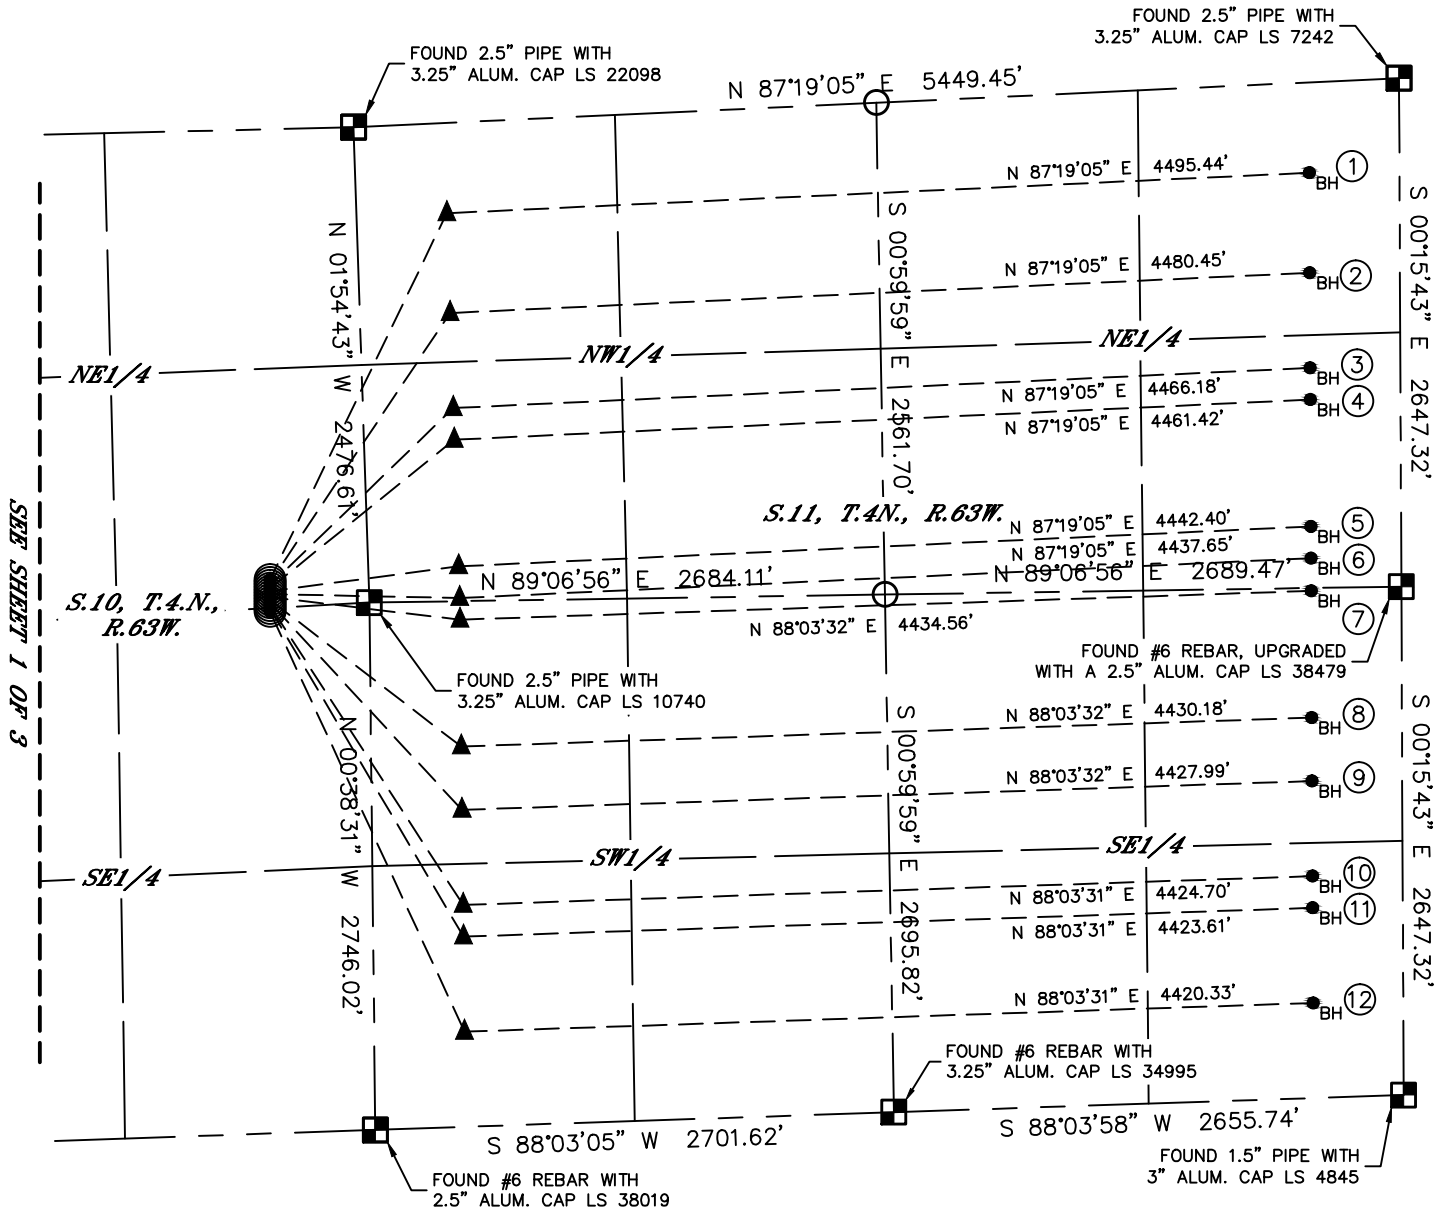 FOUND 2.5" PIPE WITH
3.25" ALUM. CAP LS 7242
FOUND 2.5" PIPE WITH
3.25" ALUM. CAP LS 22098
N 87°19'05" E 5449.45'
N 87°19'05" E 4495.44'
BH 1
N 87°19'05" E 4480.45'
BH 2
N 01°54'43" W 2476.61'
S 00°59'59" E 2561.70'
S 00°15'43" E 2647.32'
NE1/4
NW1/4
NE1/4
N 87°19'05" E 4466.18'
BH 3
N 87°19'05" E 4461.42'
BH 4
SEE SHEET 1 OF 3
S.11, T.4N., R.63W.
N 87°19'05" E 4442.40'
BH 5
N 87°19'05" E 4437.65'
BH 6
N 89°06'56" E 2684.11'
N 89°06'56" E 2689.47'
BH 7
S.10, T.4.N.,
R.63W.
N 88°03'32" E 4434.56'
FOUND #6 REBAR, UPGRADED
WITH A 2.5" ALUM. CAP LS 38479
FOUND 2.5" PIPE WITH
3.25" ALUM. CAP LS 10740
N 88°03'32" E 4430.18'
BH 8
N 88°03'32" E 4427.99'
BH 9
N 00°38'31" W 2746.02'
S 00°59'59" E 2695.82'
S 00°15'43" E 2647.32'
SE1/4
SW1/4
SE1/4
N 88°03'31" E 4424.70'
BH 10
N 88°03'31" E 4423.61'
BH 11
N 88°03'31" E 4420.33'
BH 12
FOUND #6 REBAR WITH
3.25" ALUM. CAP LS 34995
S 88°03'05" W 2701.62'
S 88°03'58" W 2655.74'
FOUND 1.5" PIPE WITH
3" ALUM. CAP LS 4845
FOUND #6 REBAR WITH
2.5" ALUM. CAP LS 38019